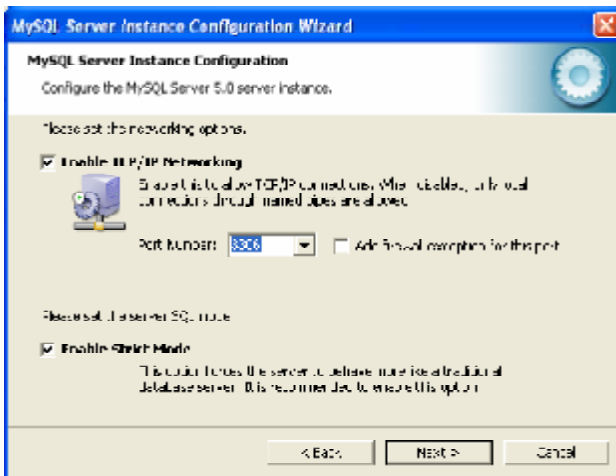 MySQL Server Instance Configuration Wizard
MySQL Server Instance Configuration
Configure the MySQL Server 5.0 server instance.
Please set the networking options.
Enable TCP/IP Networking
Enable this to allow TCP/IP connections. When disabled, only local
connections through named pipes are allowed.
Port Number: 3306 Add firewall exception for this port
Please set the server SQL mode.
Enable Strict Mode
This option forces the server to behave more like a traditional
database server. It is recommended to enable this option.
< Back Next > Cancel